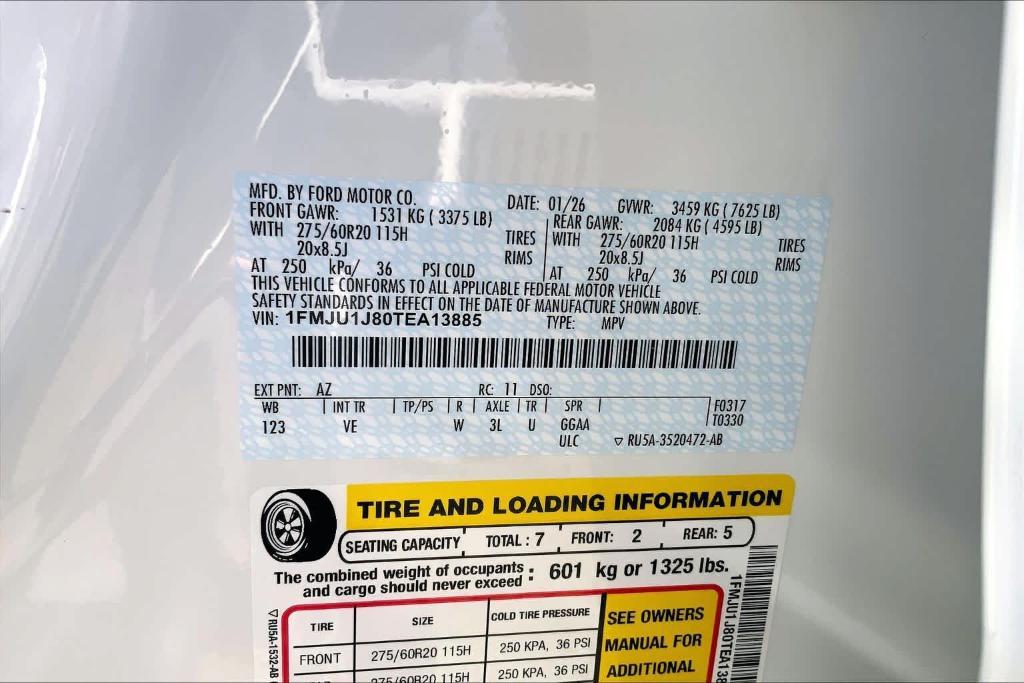 MFD. BY FORD MOTOR CO. DATE: 01/26 GVWR: 3459 KG ( 7625 LB)
FRONT GAWR: 1531 KG ( 3375 LB) REAR GAWR: 2084 KG ( 4595 LB)
WITH 275/60R20 115H TIRES WITH 275/60R20 115H TIRES
20x8.5J RIMS 20x8.5J RIMS
AT 250 kPa/ 36 PSI COLD AT 250 kPa/ 36 PSI COLD
THIS VEHICLE CONFORMS TO ALL APPLICABLE FEDERAL MOTOR VEHICLE
SAFETY STANDARDS IN EFFECT ON THE DATE OF MANUFACTURE SHOWN ABOVE.
VIN: 1FMJU1J80TEA13885 TYPE: MPV
EXT PNT: AZ RC: 11 DSO:
WB INT TR TP/PS R AXLE TR SPR F0317
123 VE W 3L U GGAA T0330
ULC ▽ RU5A-3520472-AB
TIRE AND LOADING INFORMATION
SEATING CAPACITY TOTAL : 7 FRONT: 2 REAR: 5
The combined weight of occupants and cargo should never exceed : 601 kg or 1325 lbs.
TIRE SIZE COLD TIRE PRESSURE SEE OWNERS
MANUAL FOR
ADDITIONAL
FRONT 275/60R20 115H 250 KPA, 36 PSI
275/60R20 115H 250 KPA, 36 PSI
▽ RU5A-1532-AB
1FMJU1J80TEA138